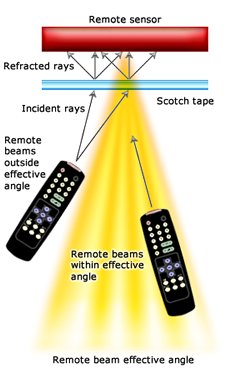 Remote sensor
Refracted rays
Incident rays
Scotch tape
Remote
beams
outside
effective
angle
Remote beams
within effective
angle
Remote beam effective angle